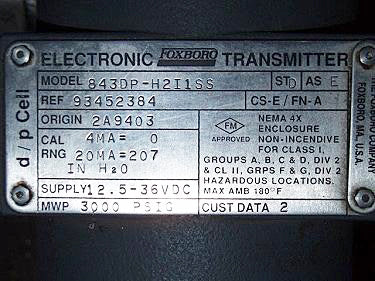 ELECTRONIC FOXBORO TRANSMITTER
d / p Cell
MODEL 843DP-H2I1SS ST D AS E
REF 93452384 CS-E / FN-A
ORIGIN 2A9403
CAL 4MA= 0
RNG 20MA=207
IN H2O
SUPPLY 12.5-36VDC
MWP 3000 PSIG
FM
APPROVED
NEMA 4X
ENCLOSURE
NON-INCENDIVE
FOR CLASS I,
GROUPS A, B, C & D, DIV 2
& CL II, GRPS F & G, DIV 2
HAZARDOUS LOCATIONS.
MAX AMB 180°F
CUST DATA 2
FOXBORO COMPANY
FOXBORO, MA., U.S.A.